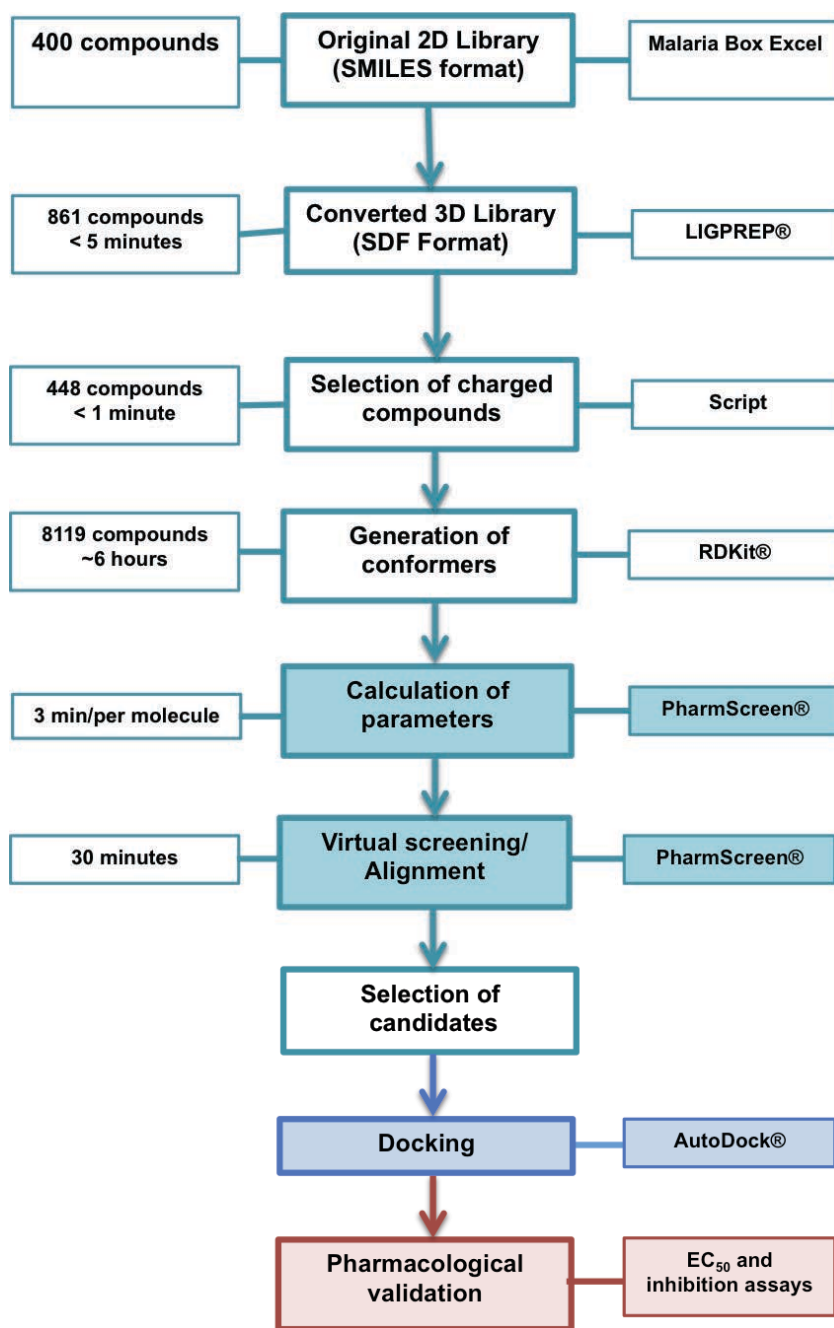 400 compounds
Original 2D Library
(SMILES format)
Malaria Box Excel
861 compounds
< 5 minutes
Converted 3D Library
(SDF Format)
LIGPREP®
448 compounds
< 1 minute
Selection of charged
compounds
Script
8119 compounds
~6 hours
Generation of
conformers
RDKit®
3 min/per molecule
Calculation of
parameters
PharmScreen®
30 minutes
Virtual screening/
Alignment
PharmScreen®
Selection of
candidates
Docking
AutoDock®
Pharmacological
validation
EC₅₀ and
inhibition assays